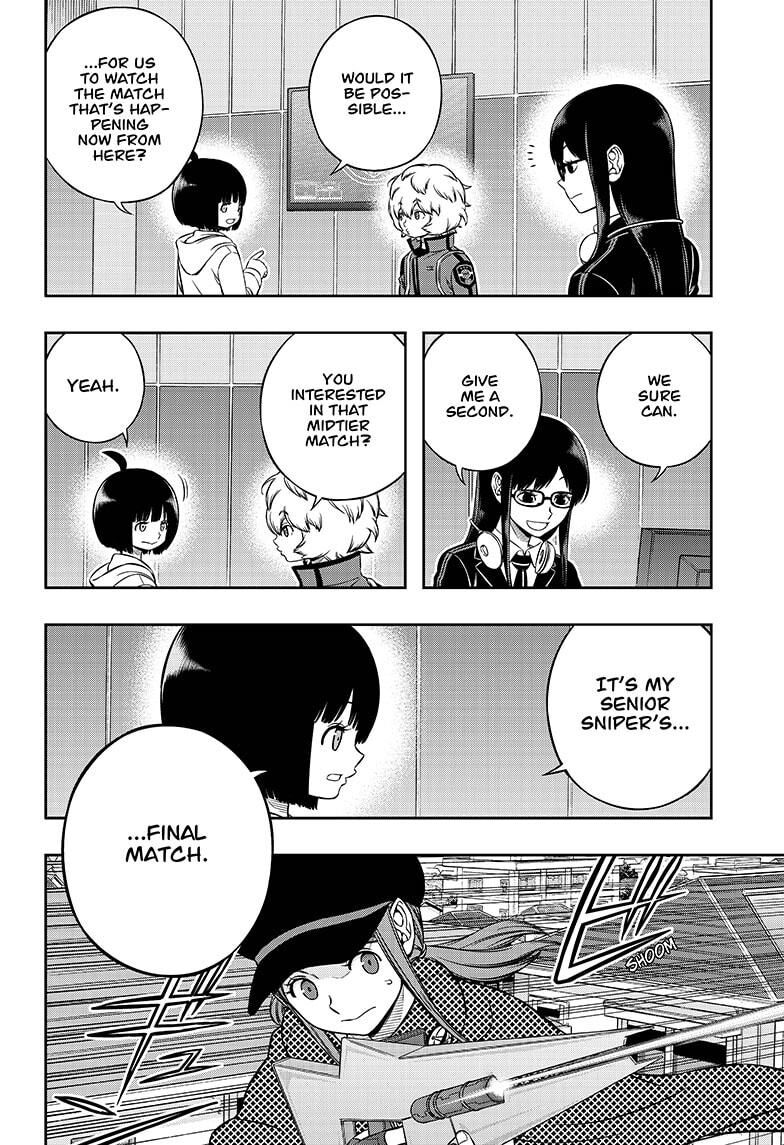 WOULD IT
BE POS-
SIBLE...
...FOR US
TO WATCH
THE MATCH
THAT'S HAP-
PENING
NOW FROM
HERE?
WE
SURE
CAN.
GIVE
ME A
SECOND.
YOU
INTERESTED
IN THAT
MIDTIER
MATCH?
YEAH.
IT'S MY
SENIOR
SNIPER'S...
...FINAL
MATCH.
SHOOM